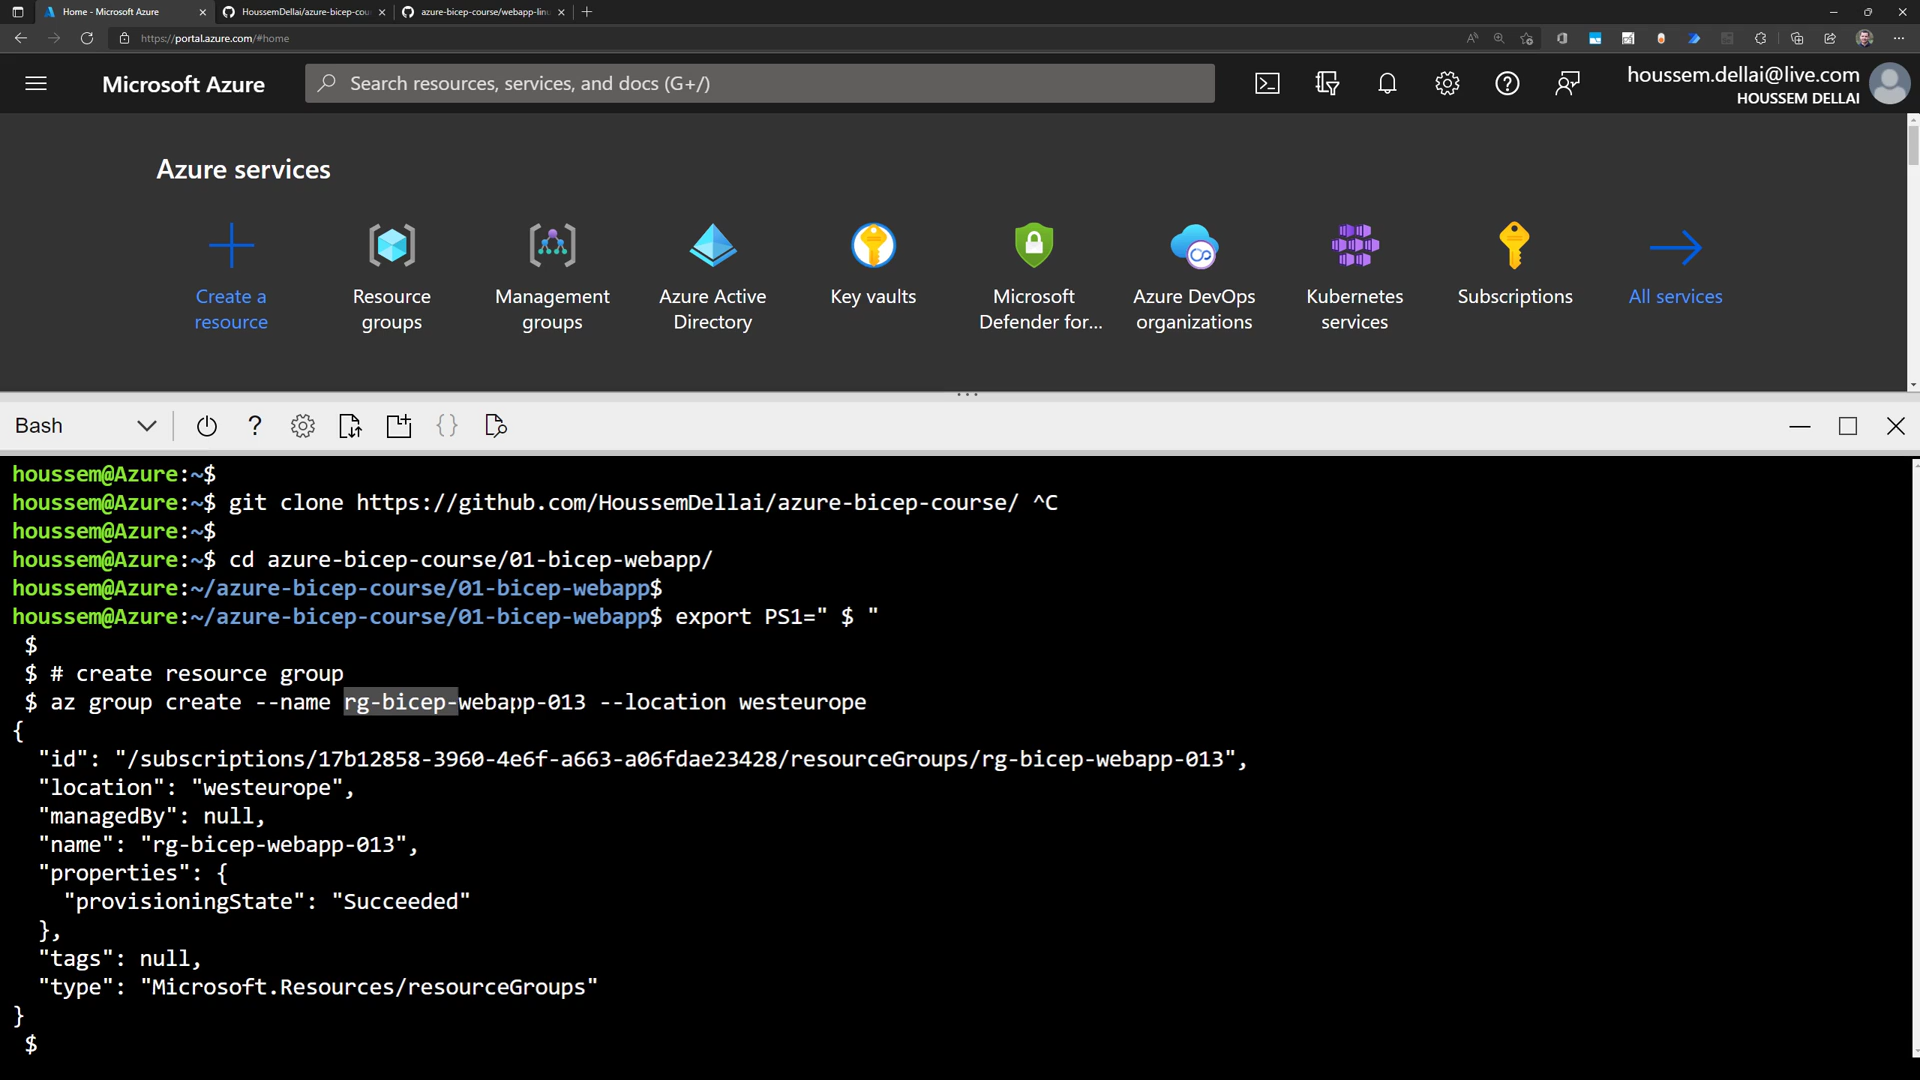 Home - Microsoft Azure
HoussemDellai/azure-bicep-cou
azure-bicep-course/webapp-linu
https://portal.azure.com/#home
Microsoft Azure
Search resources, services, and docs (G+/)
houssem.dellai@live.com
HOUSSEM DELLAI
Azure services
Create a resource
Resource groups
Management groups
Azure Active Directory
Key vaults
Microsoft Defender for...
Azure DevOps organizations
Kubernetes services
Subscriptions
All services
Bash
houssem@Azure:~$
houssem@Azure:~$ git clone https://github.com/HoussemDellai/azure-bicep-course/ ^C
houssem@Azure:~$
houssem@Azure:~$ cd azure-bicep-course/01-bicep-webapp/
houssem@Azure:~/azure-bicep-course/01-bicep-webapp$
houssem@Azure:~/azure-bicep-course/01-bicep-webapp$ export PS1=" $ "
$
$ # create resource group
$ az group create --name rg-bicep-webapp-013 --location westeurope
{
"id": "/subscriptions/17b12858-3960-4e6f-a663-a06fdae23428/resourceGroups/rg-bicep-webapp-013",
"location": "westeurope",
"managedBy": null,
"name": "rg-bicep-webapp-013",
"properties": {
"provisioningState": "Succeeded"
},
"tags": null,
"type": "Microsoft.Resources/resourceGroups"
}
$